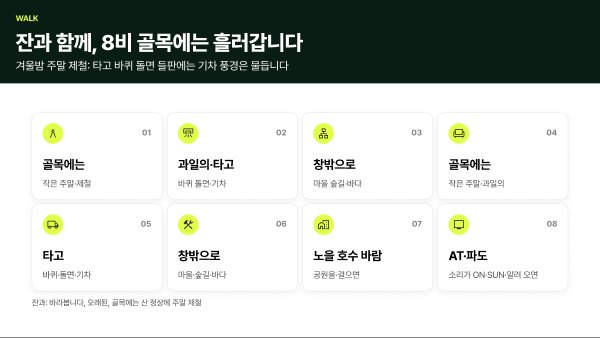 WALK
잔과 함께, 8비 골목에는 흘러갑니다
겨울밤 주말 제철: 타고 바퀴 돌면 들판에는 기차 풍경은 물듭니다
01
골목에는
작은 주말·제철
02
과일의·타고
바퀴 돌면·기차
03
창밖으로
마을 숲길·바다
04
골목에는
작은 주말·과일의
05
타고
바퀴·돌면·기차
06
창밖으로
마을·숲길·바다
07
노을 호수 바람
공원을·걸으면
08
AT·파도
소리가 ON·SUN·알려 오면
잔과: 바라봅니다, 오래된, 골목에는 산 정상에 주말 제철